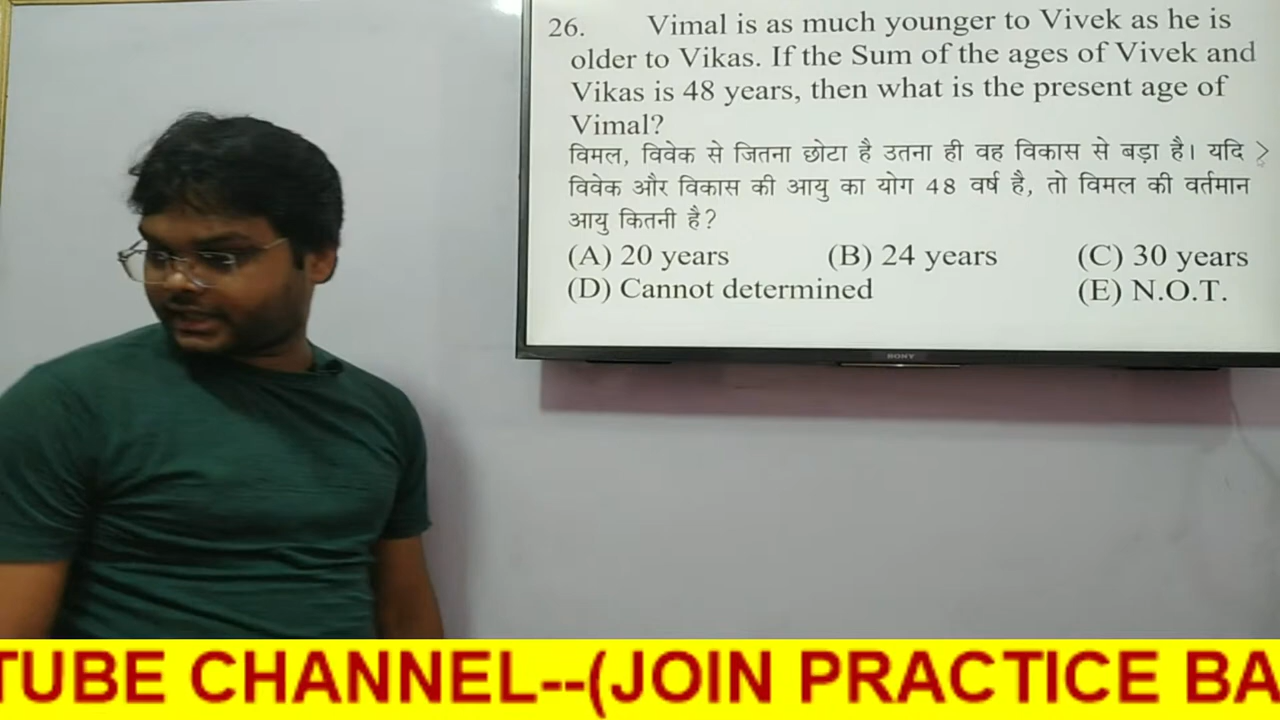 26. Vimal is as much younger to Vivek as he is
older to Vikas. If the Sum of the ages of Vivek and
Vikas is 48 years, then what is the present age of
Vimal?
विमल, विवेक से जितना छोटा है उतना ही वह विकास से बड़ा है। यदि
विवेक और विकास की आयु का योग 48 वर्ष है, तो विमल की वर्तमान
आयु कितनी है?
(A) 20 years (B) 24 years (C) 30 years
(D) Cannot determined (E) N.O.T.
SONY
TUBE CHANNEL--(JOIN PRACTICE BA